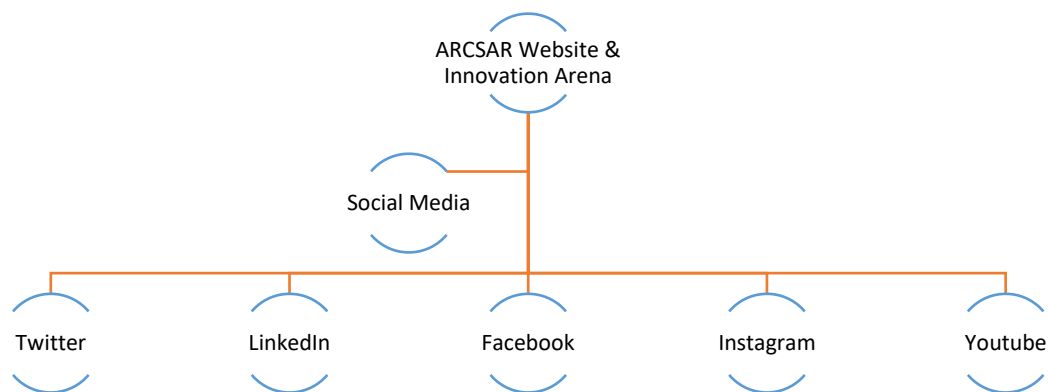 ARCSAR Website &
Innovation Arena
Social Media
Twitter
LinkedIn
Facebook
Instagram
Youtube